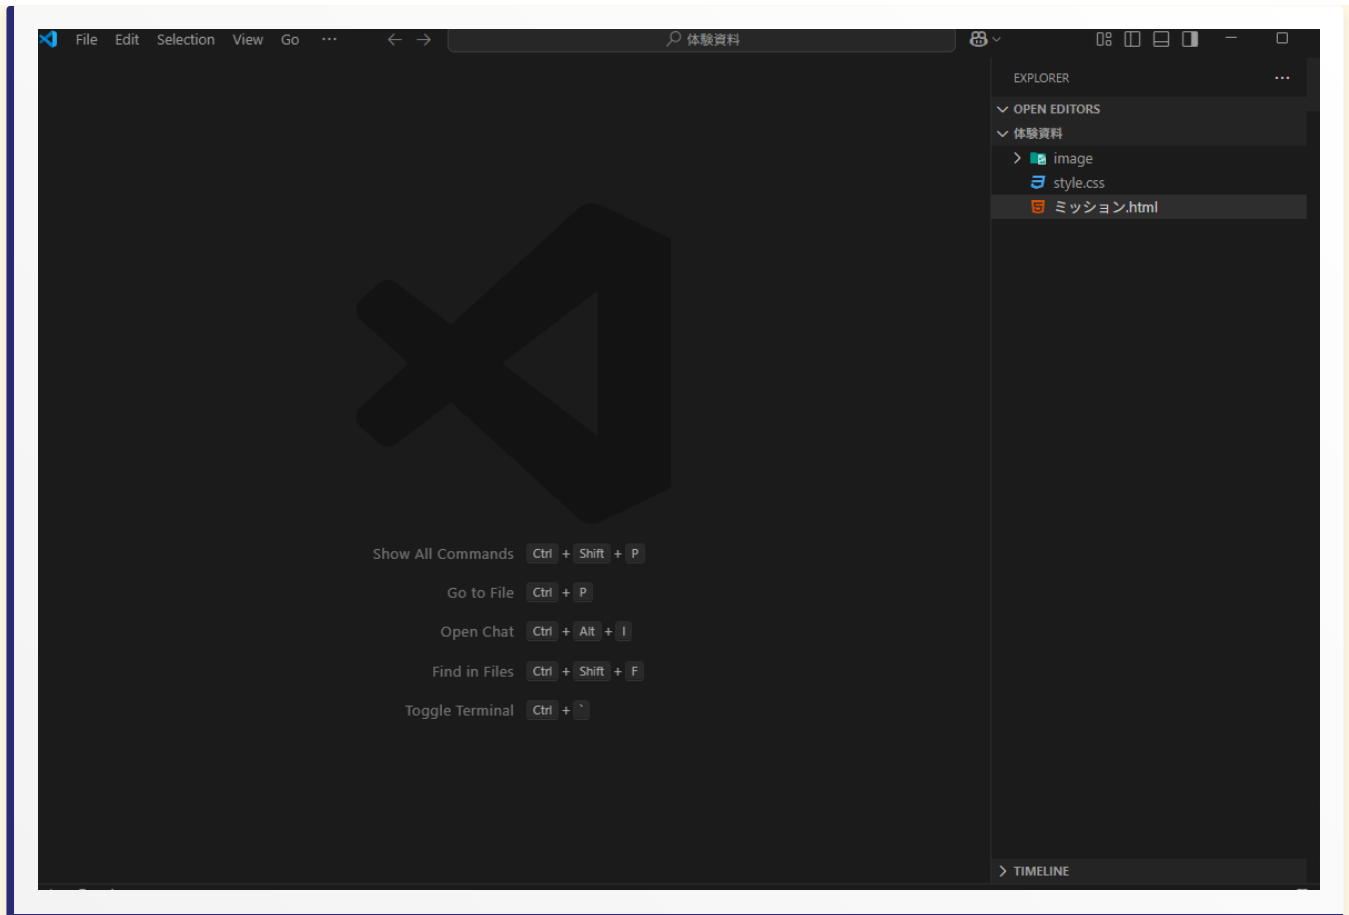 File Edit Selection View Go ... 体験資料
EXPLORER ...
OPEN EDITORS
体験資料
image
style.css
ミッション.html
Show All Commands Ctrl + Shift + P
Go to File Ctrl + P
Open Chat Ctrl + Alt + I
Find in Files Ctrl + Shift + F
Toggle Terminal Ctrl + `
TIMELINE